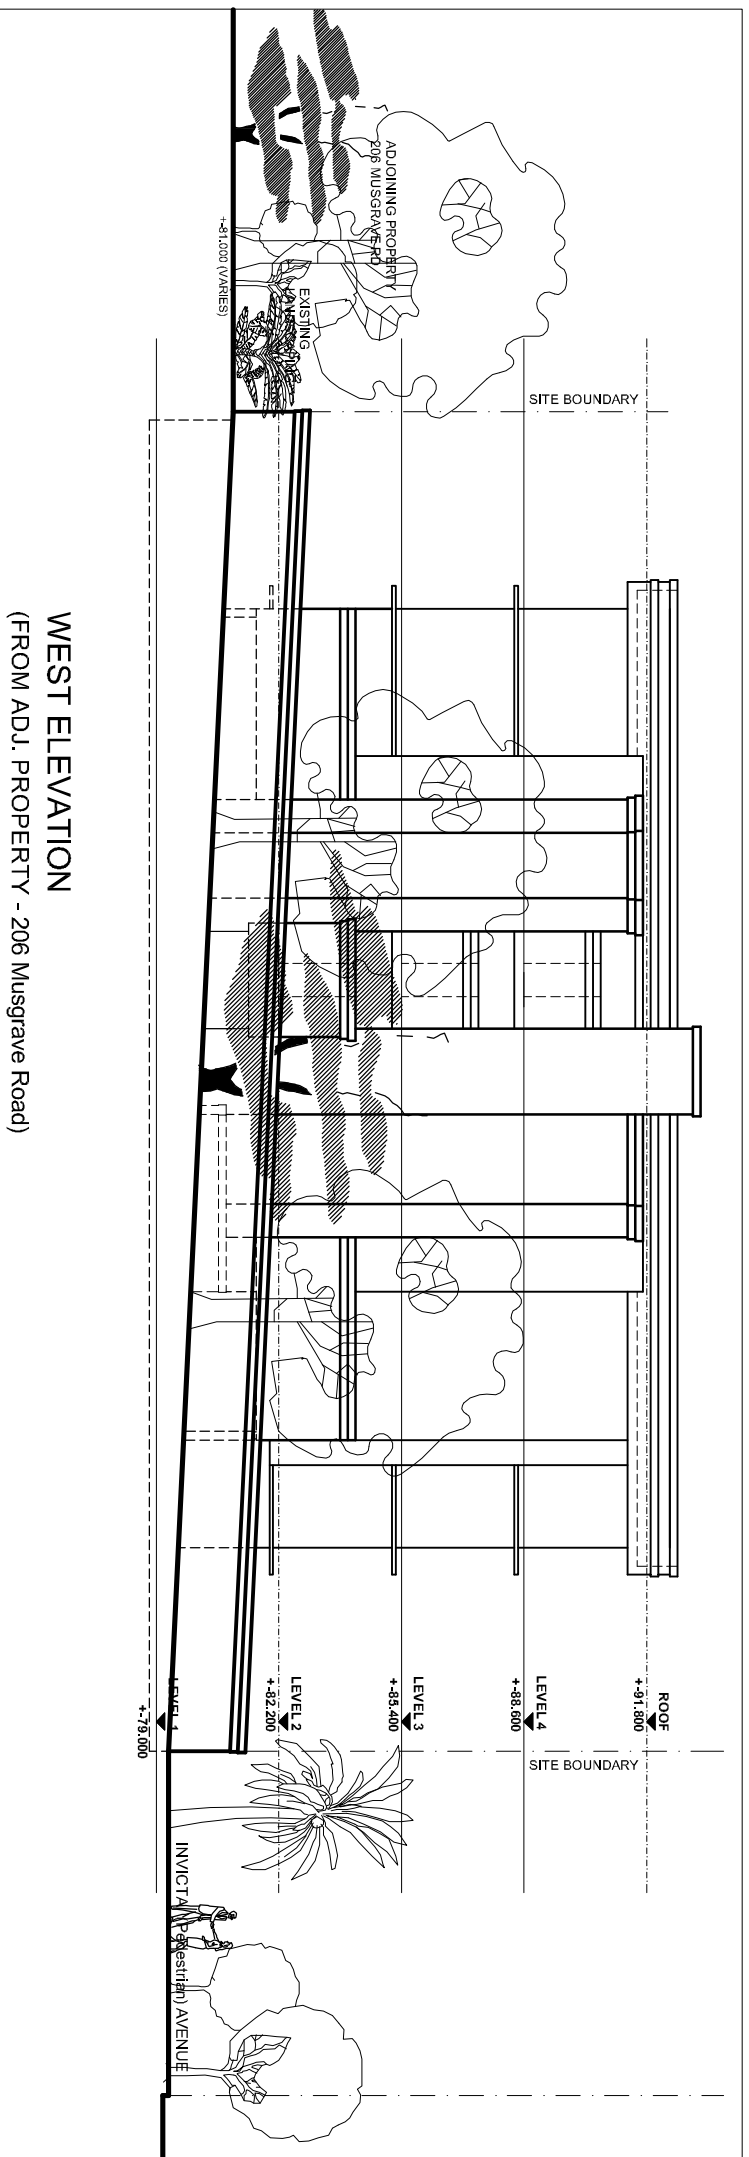 ADJOINING PROPERTY
206 MUSGRAVE RD
EXISTING
LANDSCAPING
+-81.000 (VARIES)
SITE BOUNDARY
ROOF
+-91.800
LEVEL 4
+-88.600
LEVEL 3
+-85.400
LEVEL 2
+-82.200
LEVEL 1
+-79.000
SITE BOUNDARY
INVICTA (Pedestrian) AVENUE
WEST ELEVATION
(FROM ADJ. PROPERTY - 206 Musgrave Road)